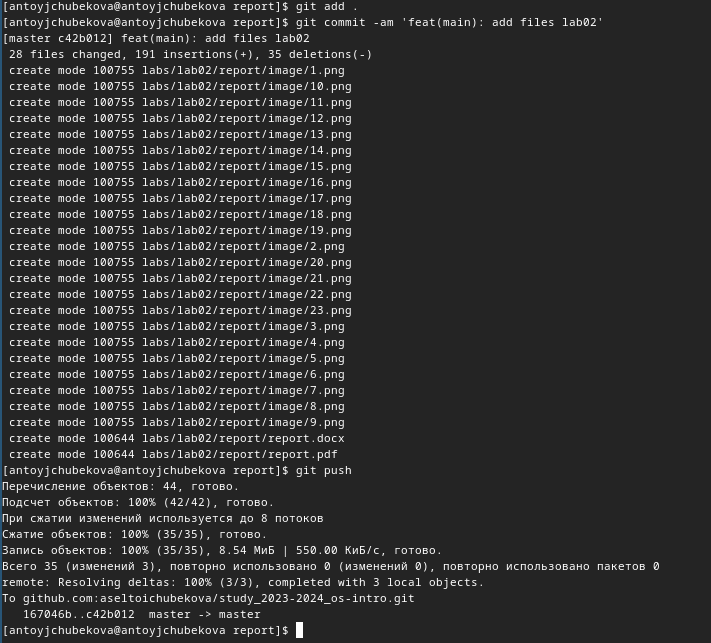 [antoyjchubekova@antoyjchubekova report]$ git add .
[antoyjchubekova@antoyjchubekova report]$ git commit -am 'feat(main): add files lab02'
[master c42b012] feat(main): add files lab02
 28 files changed, 191 insertions(+), 35 deletions(-)
 create mode 100755 labs/lab02/report/image/1.png
 create mode 100755 labs/lab02/report/image/10.png
 create mode 100755 labs/lab02/report/image/11.png
 create mode 100755 labs/lab02/report/image/12.png
 create mode 100755 labs/lab02/report/image/13.png
 create mode 100755 labs/lab02/report/image/14.png
 create mode 100755 labs/lab02/report/image/15.png
 create mode 100755 labs/lab02/report/image/16.png
 create mode 100755 labs/lab02/report/image/17.png
 create mode 100755 labs/lab02/report/image/18.png
 create mode 100755 labs/lab02/report/image/19.png
 create mode 100755 labs/lab02/report/image/2.png
 create mode 100755 labs/lab02/report/image/20.png
 create mode 100755 labs/lab02/report/image/21.png
 create mode 100755 labs/lab02/report/image/22.png
 create mode 100755 labs/lab02/report/image/23.png
 create mode 100755 labs/lab02/report/image/3.png
 create mode 100755 labs/lab02/report/image/4.png
 create mode 100755 labs/lab02/report/image/5.png
 create mode 100755 labs/lab02/report/image/6.png
 create mode 100755 labs/lab02/report/image/7.png
 create mode 100755 labs/lab02/report/image/8.png
 create mode 100755 labs/lab02/report/image/9.png
 create mode 100644 labs/lab02/report/report.docx
 create mode 100644 labs/lab02/report/report.pdf
[antoyjchubekova@antoyjchubekova report]$ git push
Перечисление объектов: 44, готово.
Подсчет объектов: 100% (42/42), готово.
При сжатии изменений используется до 8 потоков
Сжатие объектов: 100% (35/35), готово.
Запись объектов: 100% (35/35), 8.54 МиБ | 550.00 КиБ/с, готово.
Всего 35 (изменений 3), повторно использовано 0 (изменений 0), повторно использовано пакетов 0
remote: Resolving deltas: 100% (3/3), completed with 3 local objects.
To github.com:aseltoichubekova/study_2023-2024_os-intro.git
   167046b..c42b012  master -> master
[antoyjchubekova@antoyjchubekova report]$